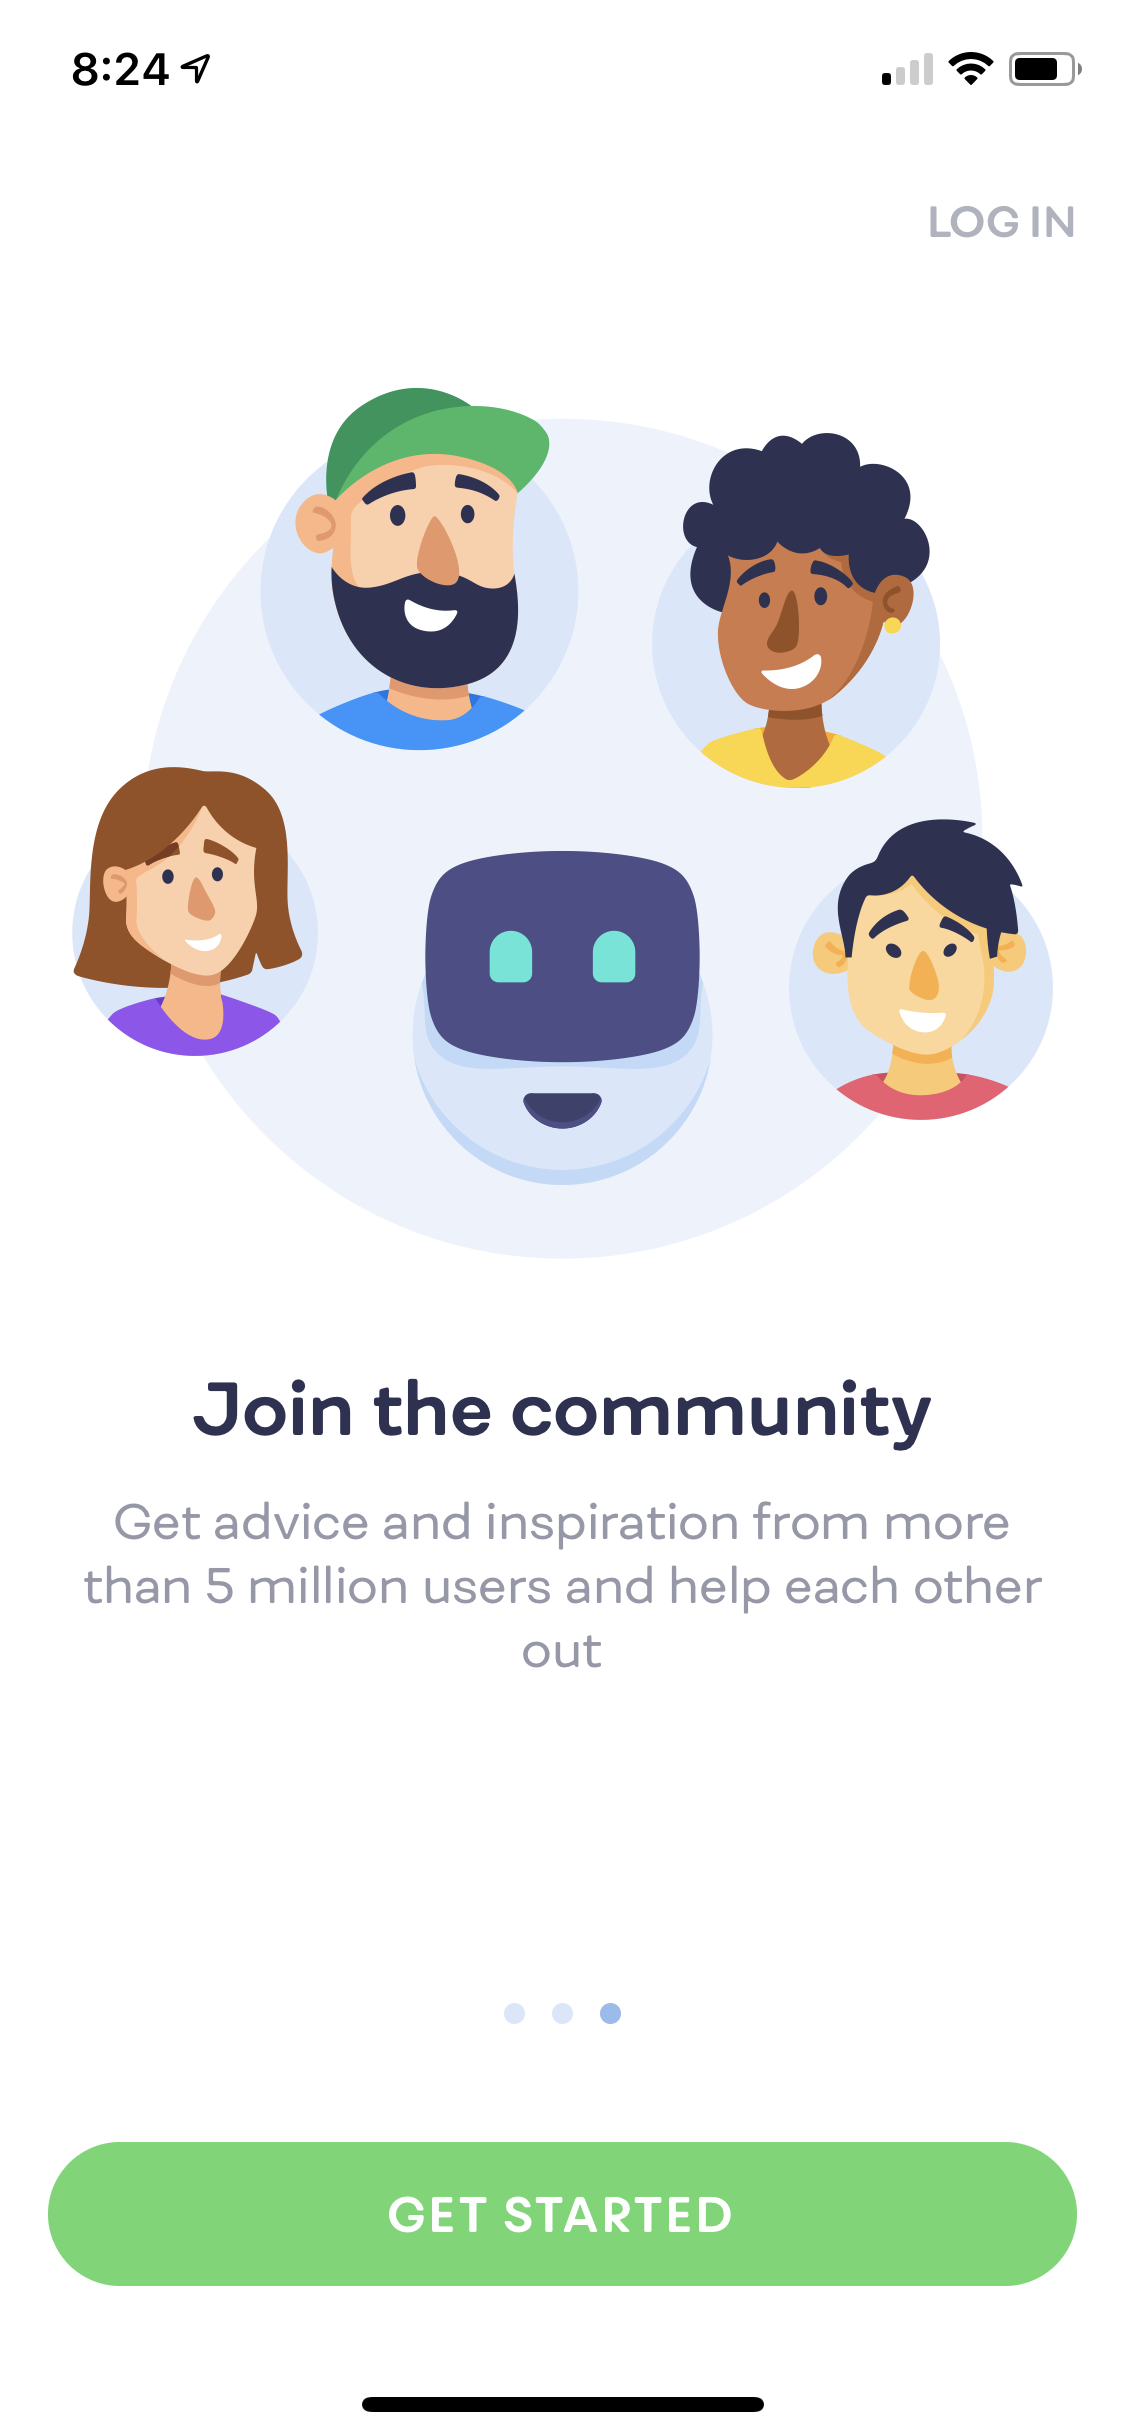 8:24
LOG IN
Join the community
Get advice and inspiration from more
than 5 million users and help each other
out
GET STARTED